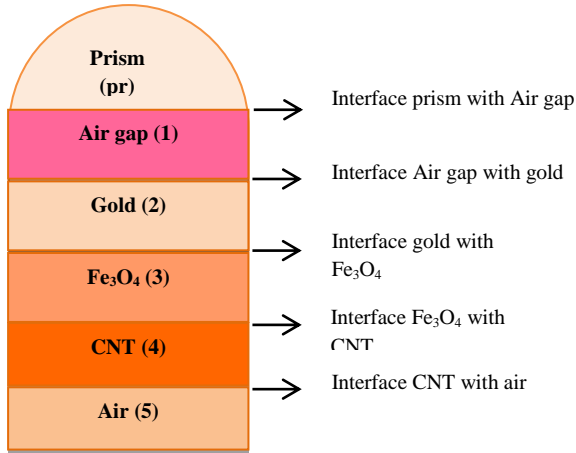 Prism
(pr)
Interface prism with Air gap
Air gap (1)
Interface Air gap with gold
Gold (2)
Interface gold with
Fe₃O₄
Fe₃O₄ (3)
Interface Fe₃O₄ with
CNT
CNT (4)
Interface CNT with air
Air (5)